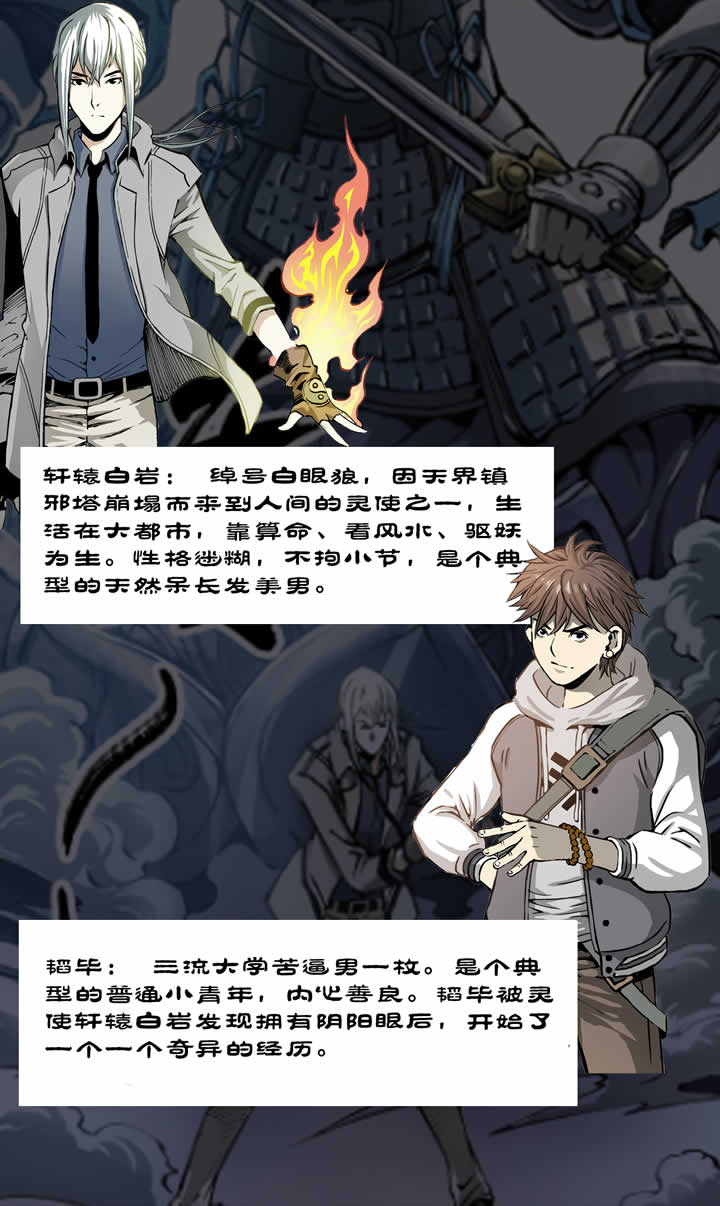 轩辕白岩： 绰号白眼狼，因天界镇
邪塔崩塌而来到人间的灵使之一，生
活在大都市，靠算命、看风水、驱妖
为生。性格迷糊，不拘小节，是个典
型的天然呆长发美男。
韬毕： 三流大学苦逼男一枚。是个典
型的普通小青年，内心善良。韬毕被灵
使轩辕白岩发现拥有阴阳眼后，开始了
一个一个奇异的经历。